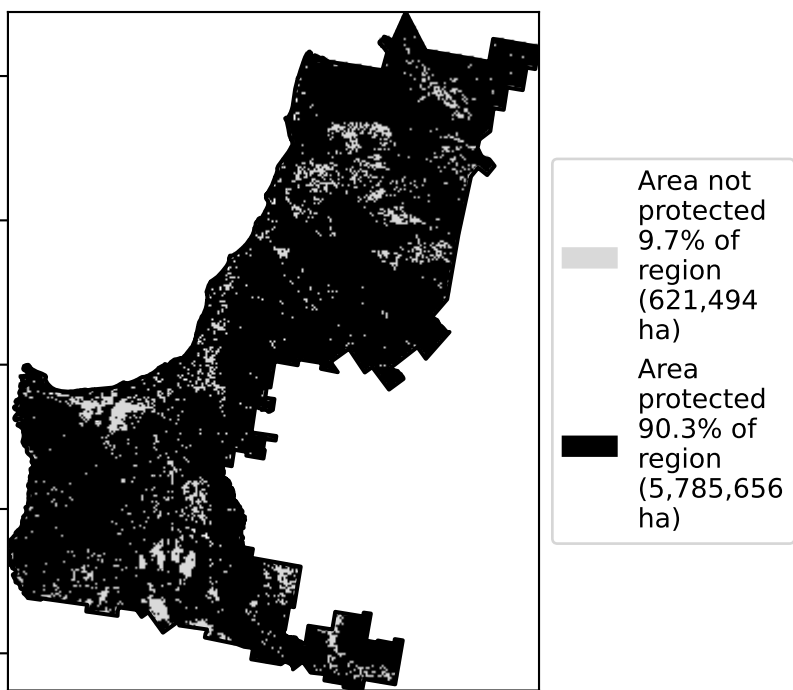 Area not
protected
9.7% of
region
(621,494
ha)
Area
protected
90.3% of
region
(5,785,656
ha)